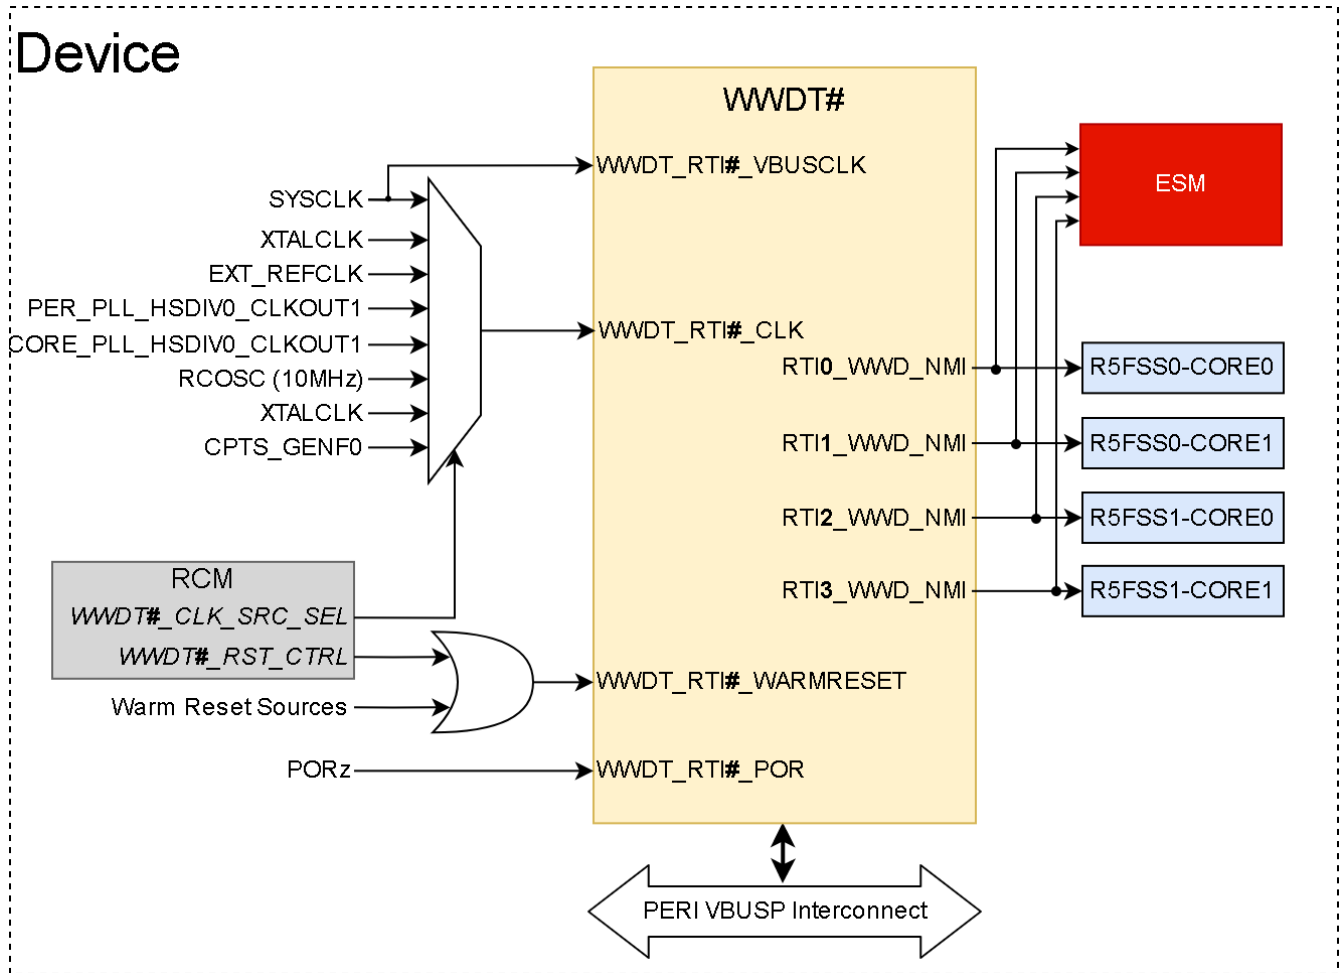 Device
WWDT#
WWDT_RTI#_VBUSCLK
ESM
SYSCLK
XTALCLK
EXT_REFCLK
PER_PLL_HSDIV0_CLKOUT1
WWDT_RTI#_CLK
CORE_PLL_HSDIV0_CLKOUT1
RTI0_WWD_NMI
R5FSS0-CORE0
RCOSC (10MHz)
XTALCLK
CPTS_GENF0
RTI1_WWD_NMI
R5FSS0-CORE1
RTI2_WWD_NMI
R5FSS1-CORE0
RCM
RTI3_WWD_NMI
R5FSS1-CORE1
WWDT#_CLK_SRC_SEL
WWDT#_RST_CTRL
WWDT_RTI#_WARMRESET
Warm Reset Sources
PORz
WWDT_RTI#_POR
PERI VBUSP Interconnect